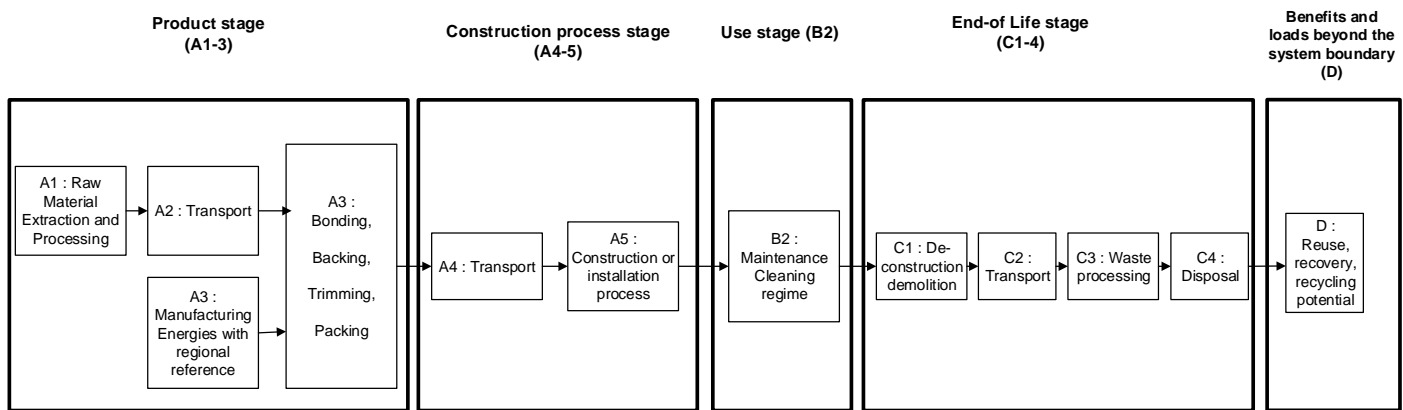 Product stage
(A1-3)
Construction process stage
(A4-5)
Use stage (B2)
End-of Life stage
(C1-4)
Benefits and
loads beyond the
system boundary
(D)
A1 : Raw
Material
Extraction and
Processing
A2 : Transport
A3 :
Manufacturing
Energies with
regional
reference
A3 :
Bonding,
Backing,
Trimming,
Packing
A4 : Transport
A5 :
Construction or
installation
process
B2 :
Maintenance
Cleaning
regime
C1 : De-
construction
demolition
C2 :
Transport
C3 : Waste
processing
C4 :
Disposal
D :
Reuse,
recovery,
recycling
potential